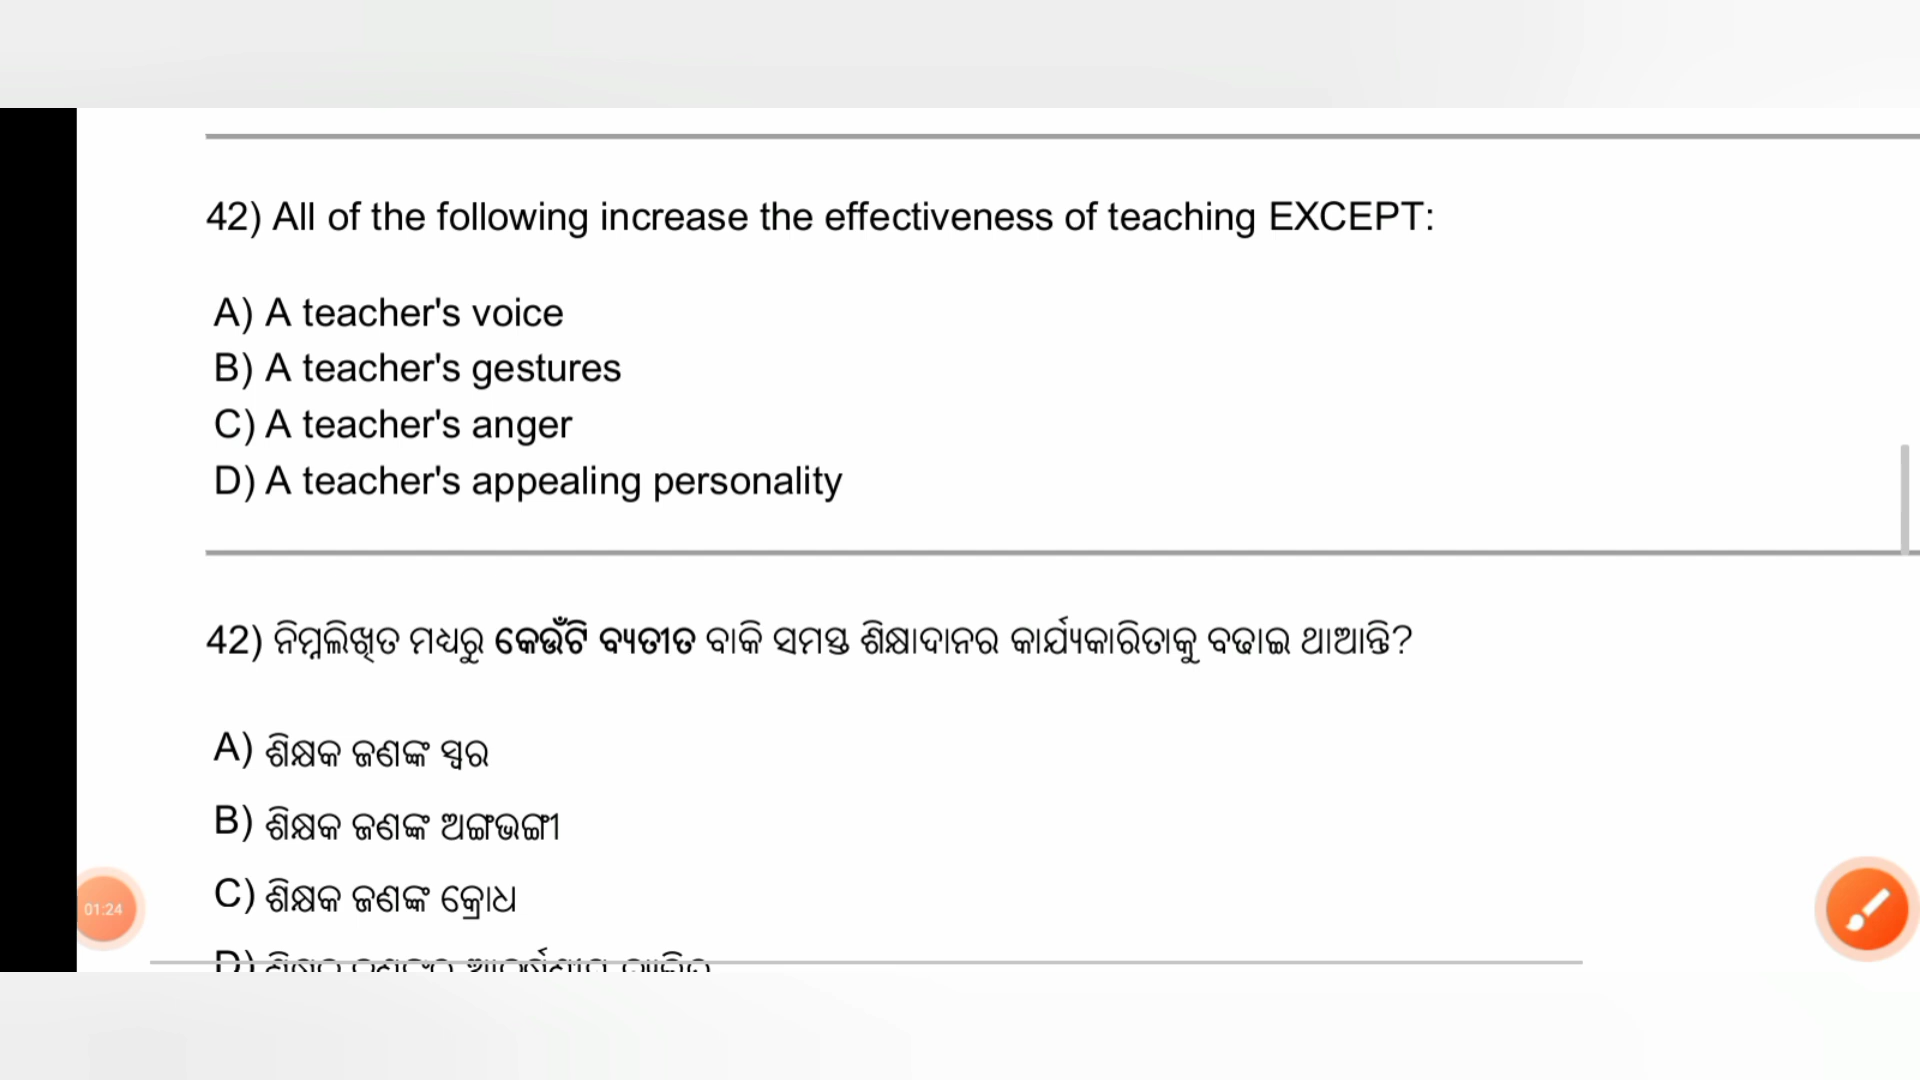 42) All of the following increase the effectiveness of teaching EXCEPT:
A) A teacher's voice
B) A teacher's gestures
C) A teacher's anger
D) A teacher's appealing personality
42) ନିମ୍ନଲିଖିତ ମଧ୍ୟରୁ କେଉଁଟି ବ୍ୟତୀତ ବାକି ସମସ୍ତ ଶିକ୍ଷାଦାନର କାର୍ଯ୍ୟକାରିତାକୁ ବଢାଇ ଥାଆନ୍ତି?
A) ଶିକ୍ଷକ ଜଣଙ୍କ ସ୍ୱର
B) ଶିକ୍ଷକ ଜଣଙ୍କ ଅଙ୍ଗଭଙ୍ଗୀ
C) ଶିକ୍ଷକ ଜଣଙ୍କ କ୍ରୋଧ
D)
01:24